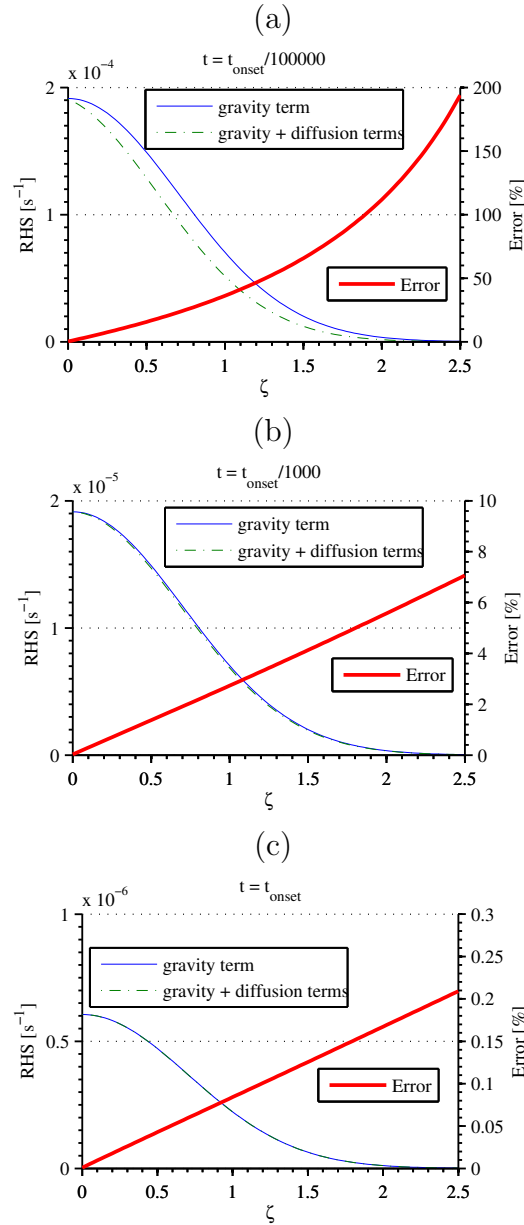 (a)
x 10⁻⁴
t = t_onset/100000
gravity term
gravity + diffusion terms
Error
RHS [s⁻¹]
Error [%]
2
1
0
200
150
100
50
0
0 0.5 1 1.5 2 2.5
ζ
(b)
x 10⁻⁵
t = t_onset/1000
gravity term
gravity + diffusion terms
Error
RHS [s⁻¹]
Error [%]
2
1
0
10
8
6
4
2
0
0 0.5 1 1.5 2 2.5
ζ
(c)
x 10⁻⁶
t = t_onset
gravity term
gravity + diffusion terms
Error
RHS [s⁻¹]
Error [%]
1
0.5
0
0.3
0.25
0.2
0.15
0.1
0.05
0
0 0.5 1 1.5 2 2.5
ζ